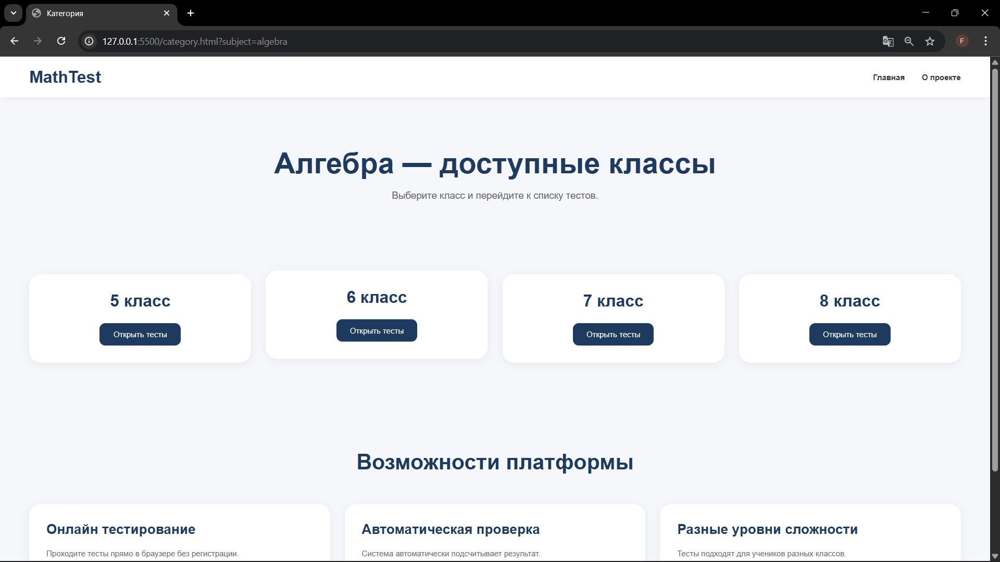 Категория
127.0.0.1:5500/category.html?subject=algebra
F
MathTest
Главная
О проекте
Алгебра — доступные классы
Выберите класс и перейдите к списку тестов.
5 класс
Открыть тесты
6 класс
Открыть тесты
7 класс
Открыть тесты
8 класс
Открыть тесты
Возможности платформы
Онлайн тестирование
Проходите тесты прямо в браузере без регистрации.
Автоматическая проверка
Система автоматически подсчитывает результат.
Разные уровни сложности
Тесты подходят для учеников разных классов.